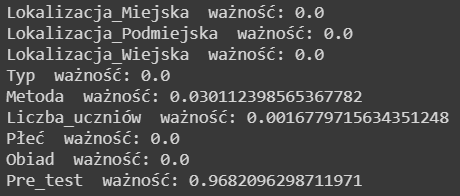 Lokalizacja_Miejska  ważność: 0.0
Lokalizacja_Podmiejska  ważność: 0.0
Lokalizacja_Wiejska  ważność: 0.0
Typ  ważność: 0.0
Metoda  ważność: 0.030112398565367782
Liczba_uczniów  ważność: 0.0016779715634351248
Płeć  ważność: 0.0
Obiad  ważność: 0.0
Pre_test  ważność: 0.9682096298711971